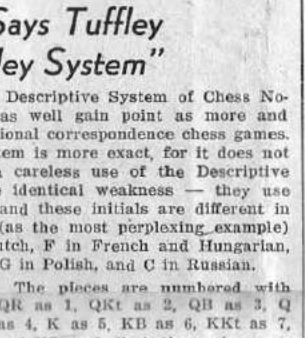 Says Tuffley
ley System"
Descriptive System of Chess No-
as well gain point as more and
tional correspondence chess games.
tem is more exact, for it does not
careless use of the Descriptive
identical weakness — they use
and these initials are different in
(as the most perplexing example)
utch, F in French and Hungarian,
G in Polish, and C in Russian.
The pieces are numbered with
QR as 1, QKt as 2, QB as 3, Q
as 4, K as 5, KB as 6, KKt as 7,